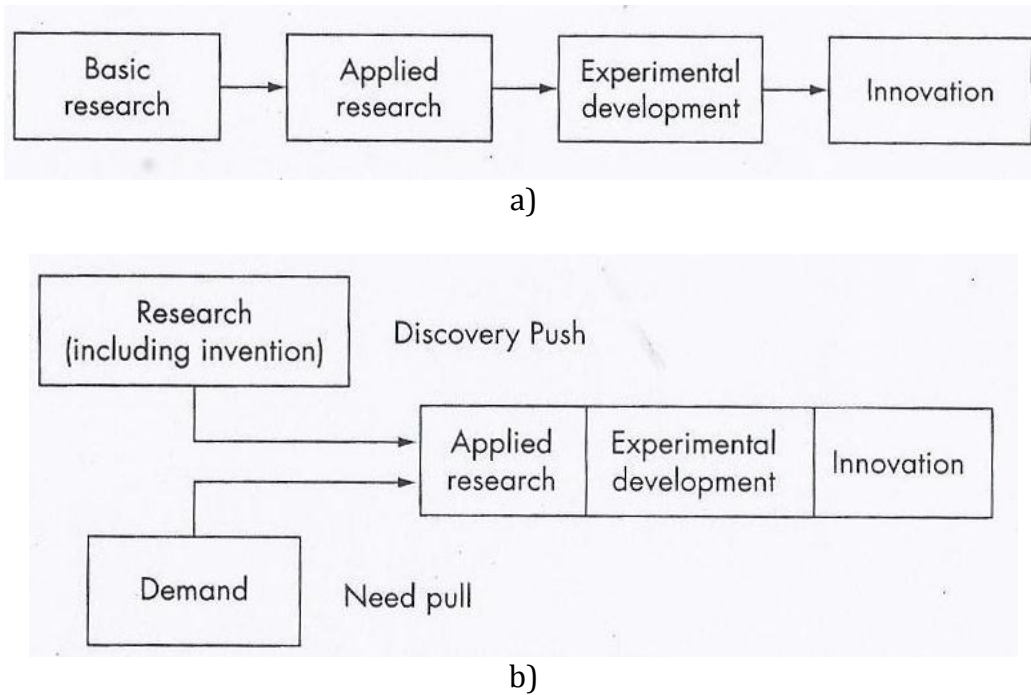 Basic
research
Applied
research
Experimental
development
Innovation
a)
Research
(including invention)
Discovery Push
Applied
research
Experimental
development
Innovation
Demand
Need pull
b)